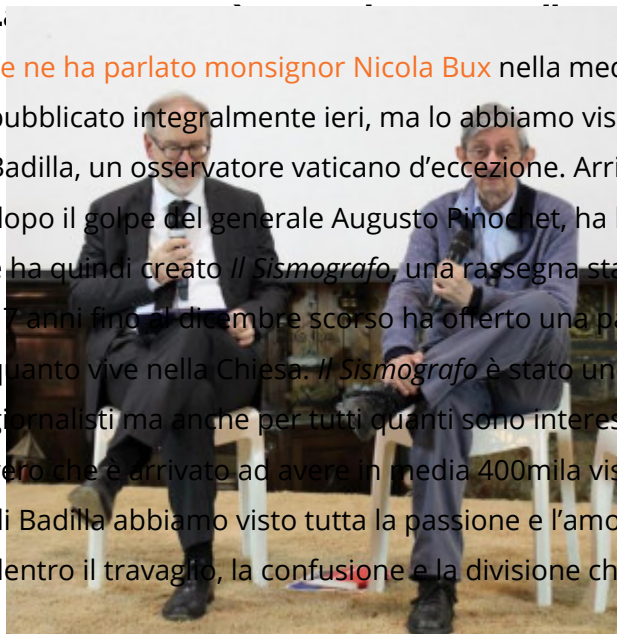 e ne ha parlato monsignor Nicola Bux nella med
pubblicato integralmente ieri, ma lo abbiamo vis
Badilla, un osservatore vaticano d'eccezione. Arri
dopo il golpe del generale Augusto Pinochet, ha
e ha quindi creato Il Sismografo, una rassegna sta
7 anni fino al dicembre scorso ha offerto una pa
quanto vive nella Chiesa. Il Sismografo è stato un
giornalisti ma anche per tutti quanti sono interes
vero che è arrivato ad avere in media 400mila vis
di Badilla abbiamo visto tutta la passione e l'amo
dentro il travaglio, la confusione e la divisione ch